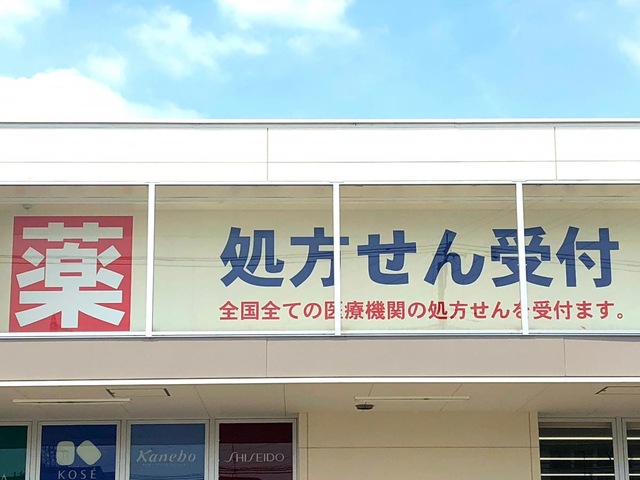 薬
処方せん受付
全国全ての医療機関の処方せんを受付ます。
KOSÉ
Kanebo
SHISEIDO